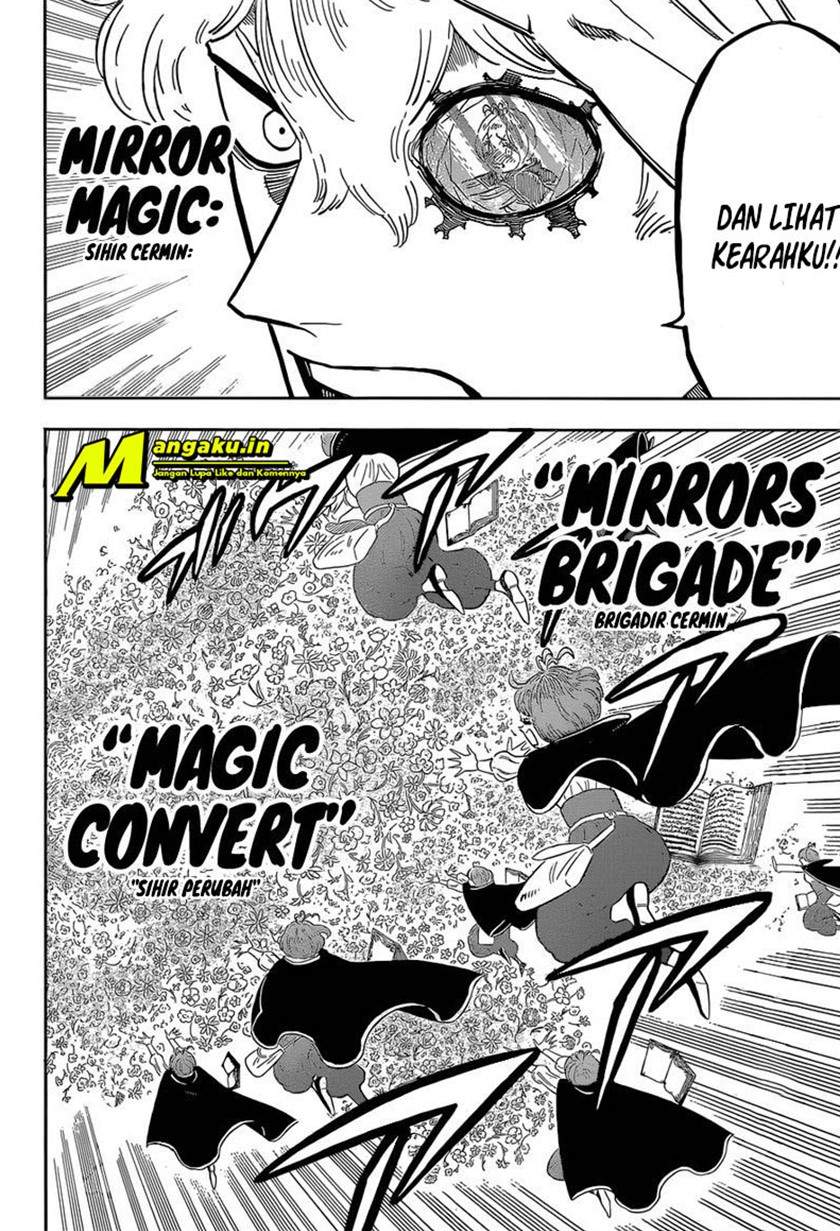 DAN LIHAT
KEARAHKU!!
MIRROR
MAGIC:
SIHIR CERMIN:
Mangaku.in
Jangan Lupa Like dan Komennya
"MIRRORS
BRIGADE"
BRIGADIR CERMIN
"MAGIC
CONVERT"
"SIHIR PERUBAH"